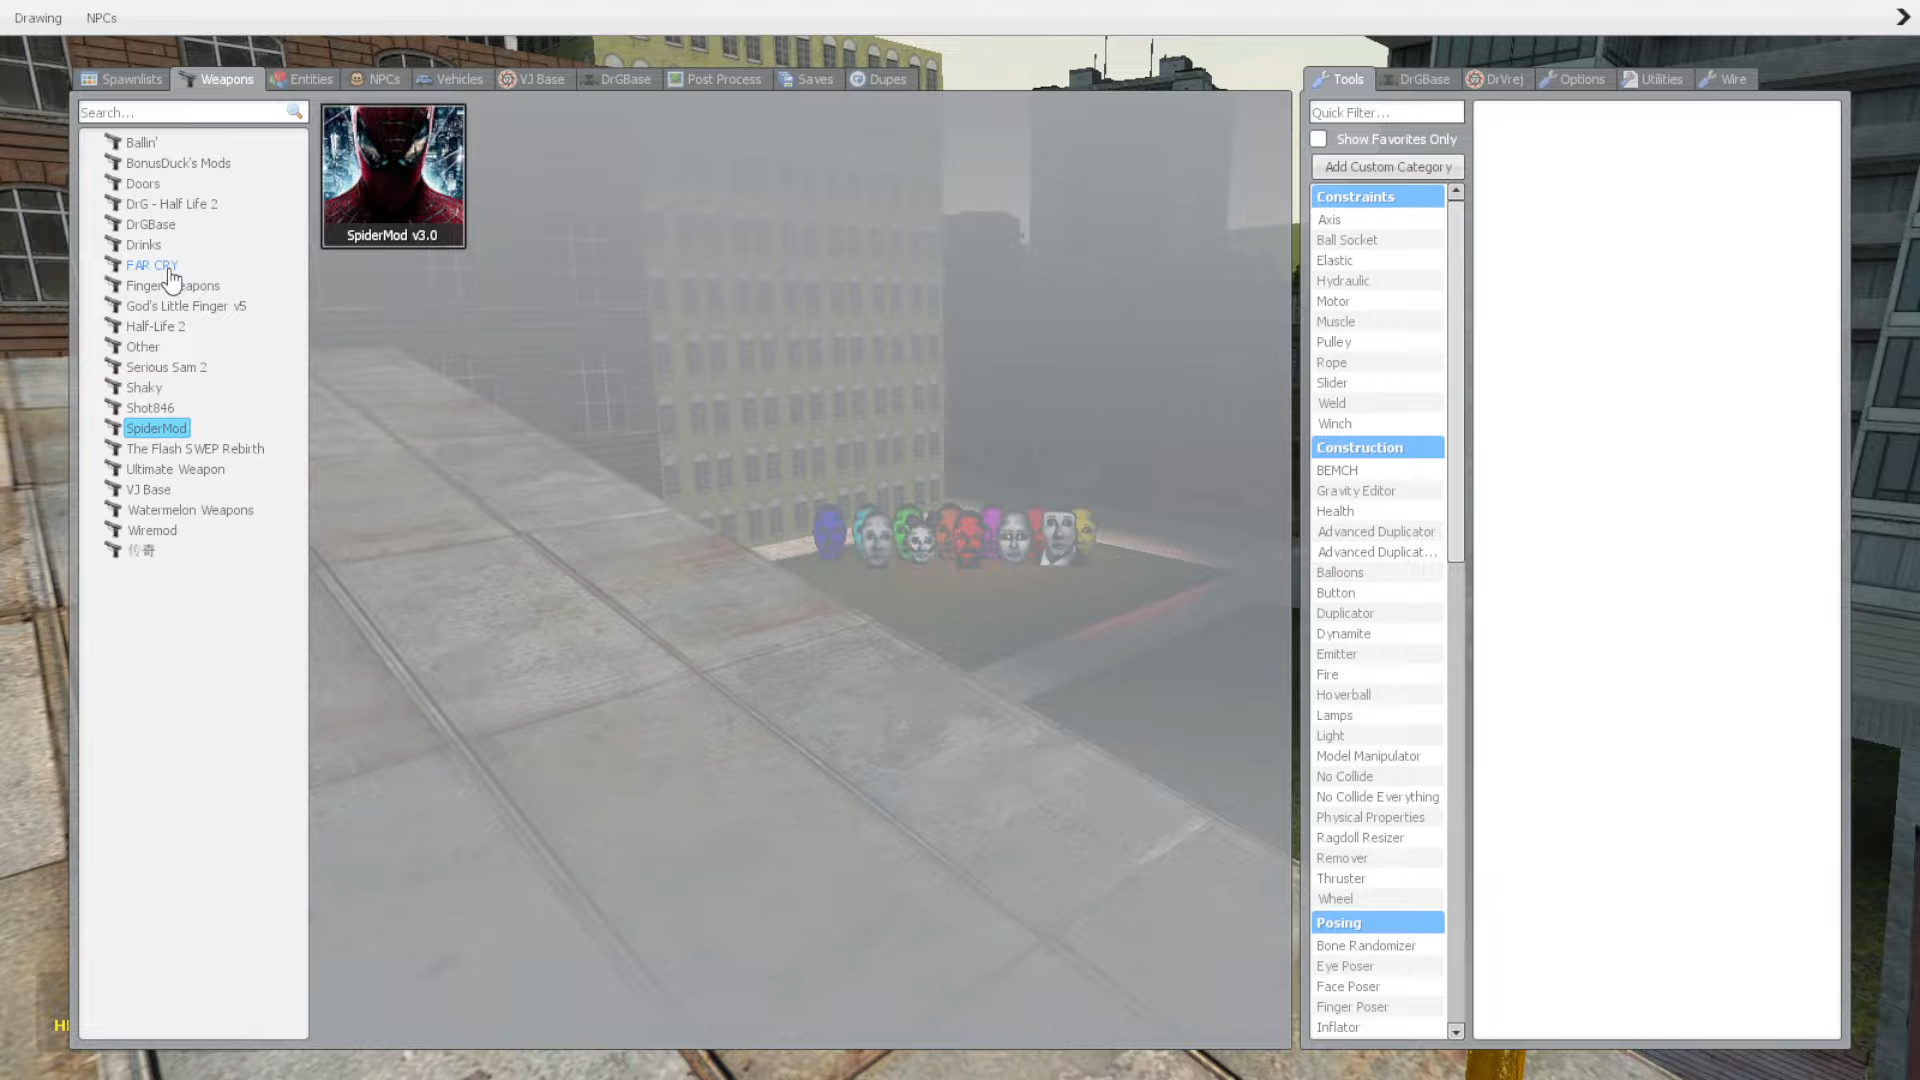 Drawing NPCs
Spawnlists Weapons Entities NPCs Vehicles VJ Base DrGBase Post Process Saves Dupes
Search...
Ballin'
BonusDuck's Mods
Doors
DrG - Half Life 2
DrGBase
Drinks
FAR CRY
Finger
God's Little Finger v5
Half-Life 2
Other
Serious Sam 2
Shaky
Shot846
SpiderMod
The Flash SWEP Rebirth
Ultimate Weapon
VJ Base
Watermelon Weapons
Wiremod
传奇
SpiderMod v3.0
Tools DrGBase DrVrej Options Utilities Wire
Quick Filter...
Show Favorites Only
Add Custom Category
Constraints
Axis
Ball Socket
Elastic
Hydraulic
Motor
Muscle
Pulley
Rope
Slider
Weld
Winch
Construction
BEMCH
Gravity Editor
Health
Advanced Duplicator
Advanced Duplicat...
Balloons
Button
Duplicator
Dynamite
Emitter
Fire
Hoverball
Lamps
Light
Model Manipulator
No Collide
No Collide Everything
Physical Properties
Ragdoll Resizer
Remover
Thruster
Wheel
Posing
Bone Randomizer
Eye Poser
Face Poser
Finger Poser
Inflator